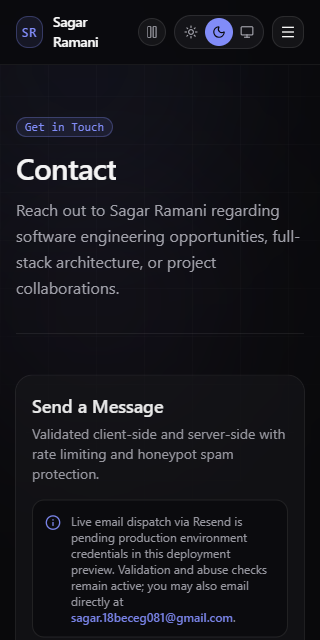 SR
Sagar
Ramani
Get in Touch
Contact
Reach out to Sagar Ramani regarding
software engineering opportunities, full-
stack architecture, or project
collaborations.
Send a Message
Validated client-side and server-side with
rate limiting and honeypot spam
protection.
Live email dispatch via Resend is
pending production environment
credentials in this deployment
preview. Validation and abuse checks
remain active; you may also email
directly at
sagar.18beceg081@gmail.com.